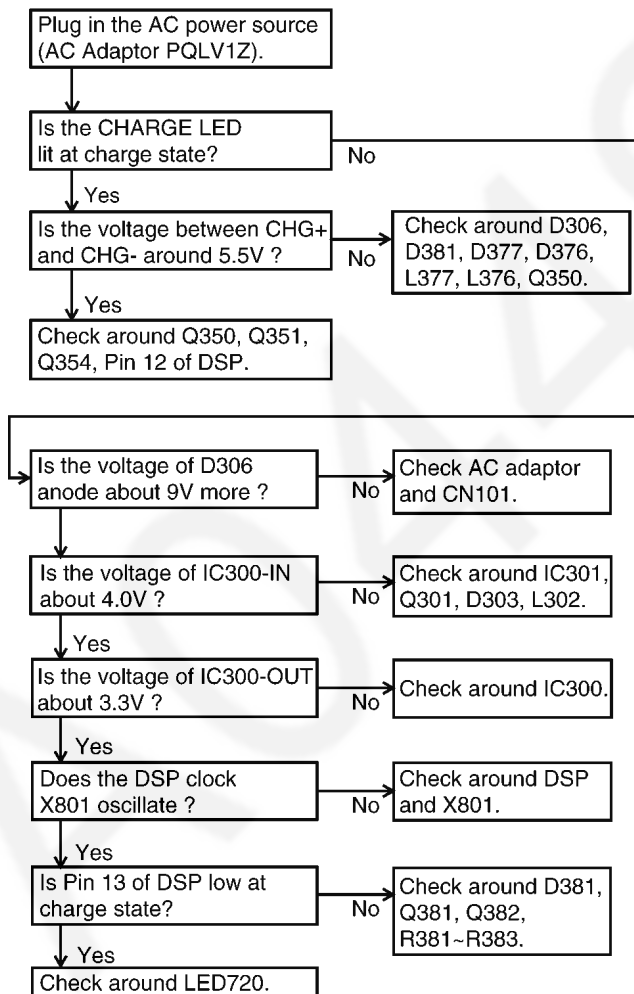 Plug in the AC power source
(AC Adaptor PQLV1Z).
Is the CHARGE LED
lit at charge state?
No
Yes
Is the voltage between CHG+
and CHG- around 5.5V ?
No
Check around D306,
D381, D377, D376,
L377, L376, Q350.
Yes
Check around Q350, Q351,
Q354, Pin 12 of DSP.
Is the voltage of D306
anode about 9V more ?
No
Check AC adaptor
and CN101.
Is the voltage of IC300-IN
about 4.0V ?
No
Check around IC301,
Q301, D303, L302.
Yes
Is the voltage of IC300-OUT
about 3.3V ?
No
Check around IC300.
Yes
Does the DSP clock
X801 oscillate ?
No
Check around DSP
and X801.
Yes
Is Pin 13 of DSP low at
charge state?
No
Check around D381,
Q381, Q382,
R381~R383.
Yes
Check around LED720.